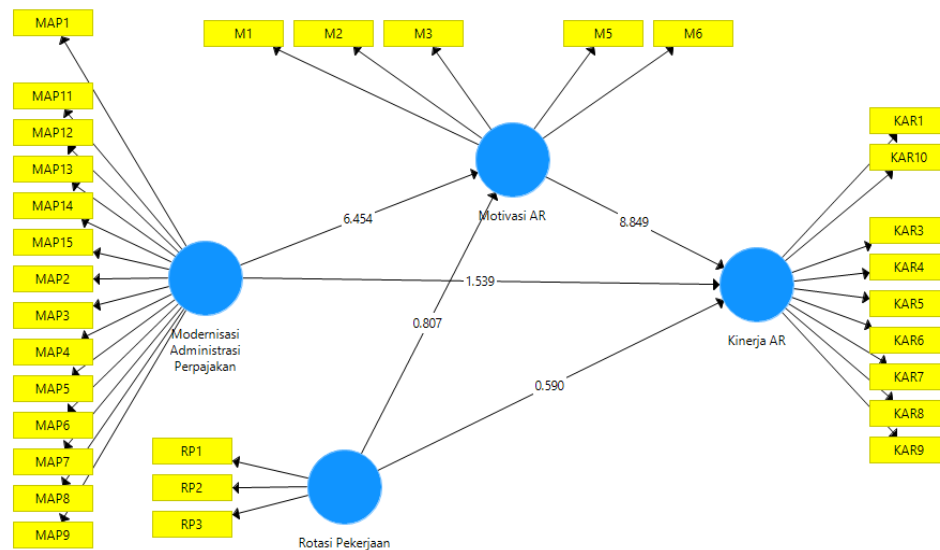 MAP1
M1
M2
M3
M5
M6
MAP11
MAP12
MAP13
MAP14
MAP15
MAP2
MAP3
MAP4
MAP5
MAP6
MAP7
MAP8
MAP9
Modernisasi
Administrasi
Perpajakan
6.454
Motivasi AR
8.849
1.539
0.807
0.590
RP1
RP2
RP3
Rotasi Pekerjaan
Kinerja AR
KAR1
KAR10
KAR3
KAR4
KAR5
KAR6
KAR7
KAR8
KAR9